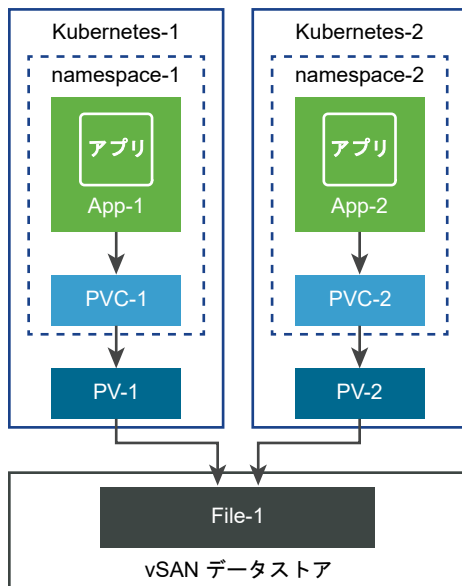 Kubernetes-1
namespace-1
アプリ
App-1
PVC-1
PV-1
Kubernetes-2
namespace-2
アプリ
App-2
PVC-2
PV-2
File-1
vSAN データストア